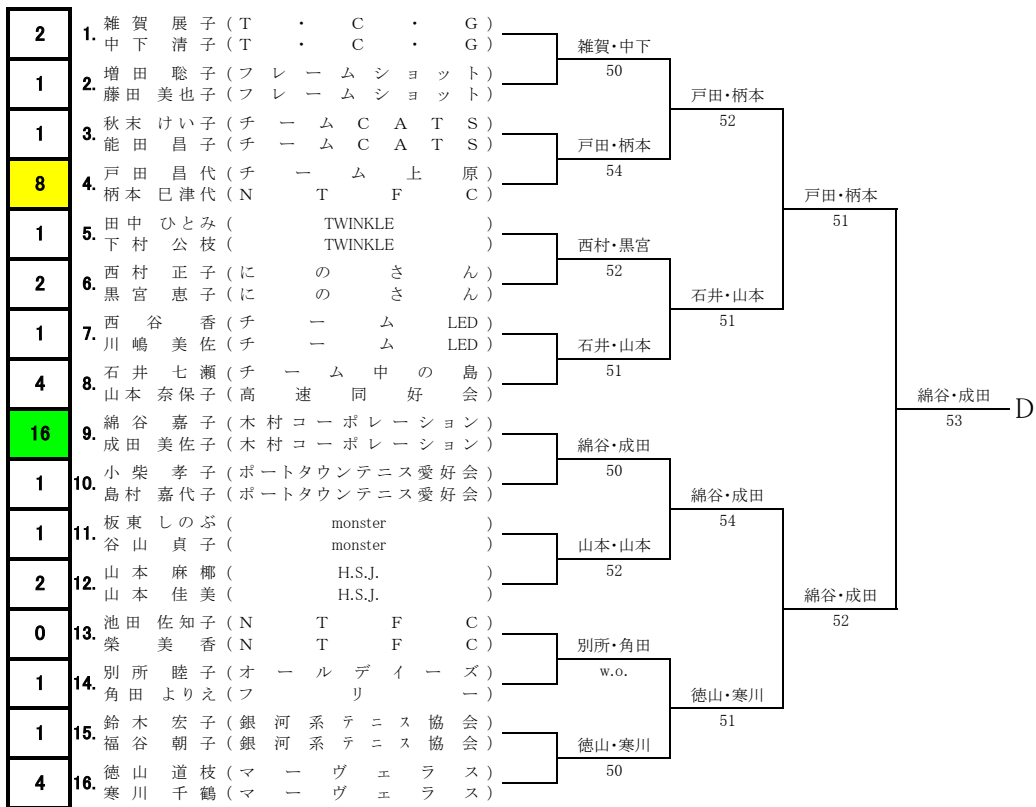 2 1. 雑賀 展子 (T・C・G)
中下 清子 (T・C・G)
1 2. 増田 聡子 (フレームショット)
藤田 美也子 (フレームショット)
1 3. 秋末 けい子 (チームCATS)
能田 昌子 (チームCATS)
8 4. 戸田 昌代 (チーム上原)
柄本 巳津代 (NTFC)
1 5. 田中 ひとみ (TWINKLE)
下村 公枝 (TWINKLE)
2 6. 西村 正子 (にのさん)
黒宮 恵子 (にのさん)
1 7. 西谷 香 (チームLED)
川嶋 美佐 (チームLED)
4 8. 石井 七瀬 (チーム中の島)
山本 奈保子 (高速同好会)
16 9. 綿谷 嘉子 (木村コーポレーション)
成田 美佐子 (木村コーポレーション)
1 10. 小柴 孝子 (ポートタウンテニス愛好会)
島村 嘉代子 (ポートタウンテニス愛好会)
1 11. 板東 しのぶ (monster)
谷山 貞子 (monster)
2 12. 山本 麻椰 (H.S.J.)
山本 佳美 (H.S.J.)
0 13. 池田 佐知子 (NTFC)
榮 美香 (NTFC)
1 14. 別所 睦子 (オールデイーズ)
角田 よりえ (フリー)
1 15. 鈴木 宏子 (銀河系テニス協会)
福谷 朝子 (銀河系テニス協会)
4 16. 徳山 道枝 (マーヴェラス)
寒川 千鶴 (マーヴェラス)
雑賀・中下
50
戸田・柄本
54
西村・黒宮
52
石井・山本
51
綿谷・成田
50
山本・山本
52
別所・角田
w.o.
徳山・寒川
50
戸田・柄本
52
石井・山本
51
綿谷・成田
54
徳山・寒川
51
戸田・柄本
51
綿谷・成田
52
綿谷・成田
53
D